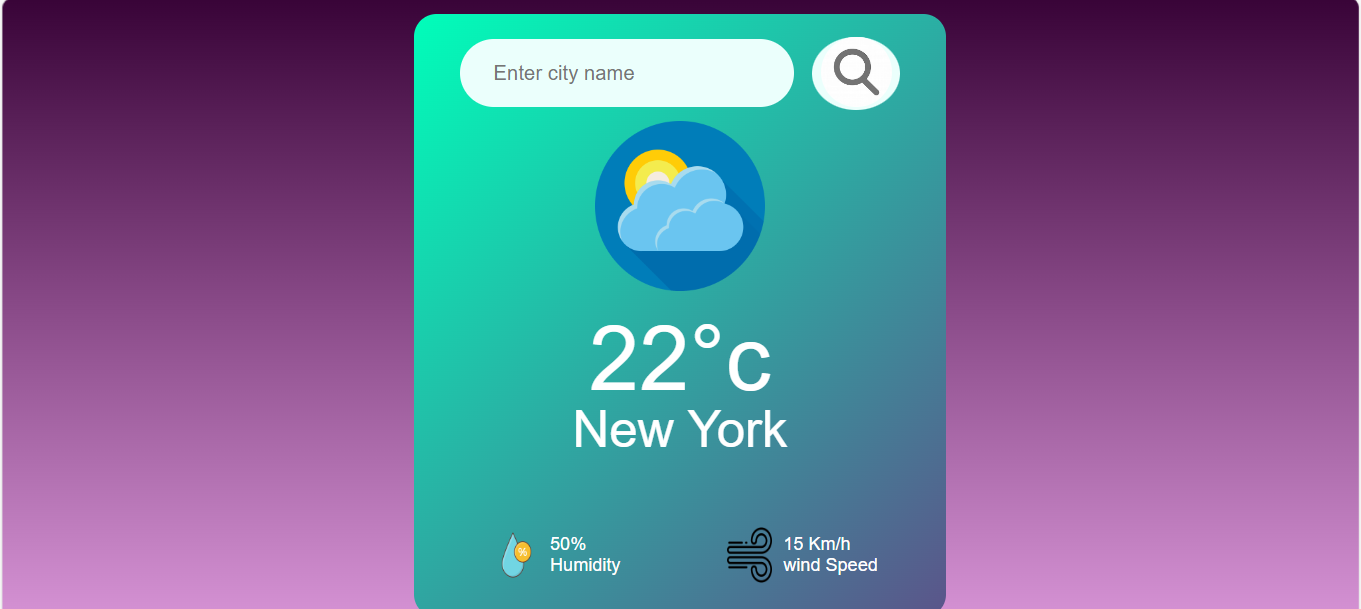 Enter city name
22°c
New York
%
50%
Humidity
15 Km/h
wind Speed